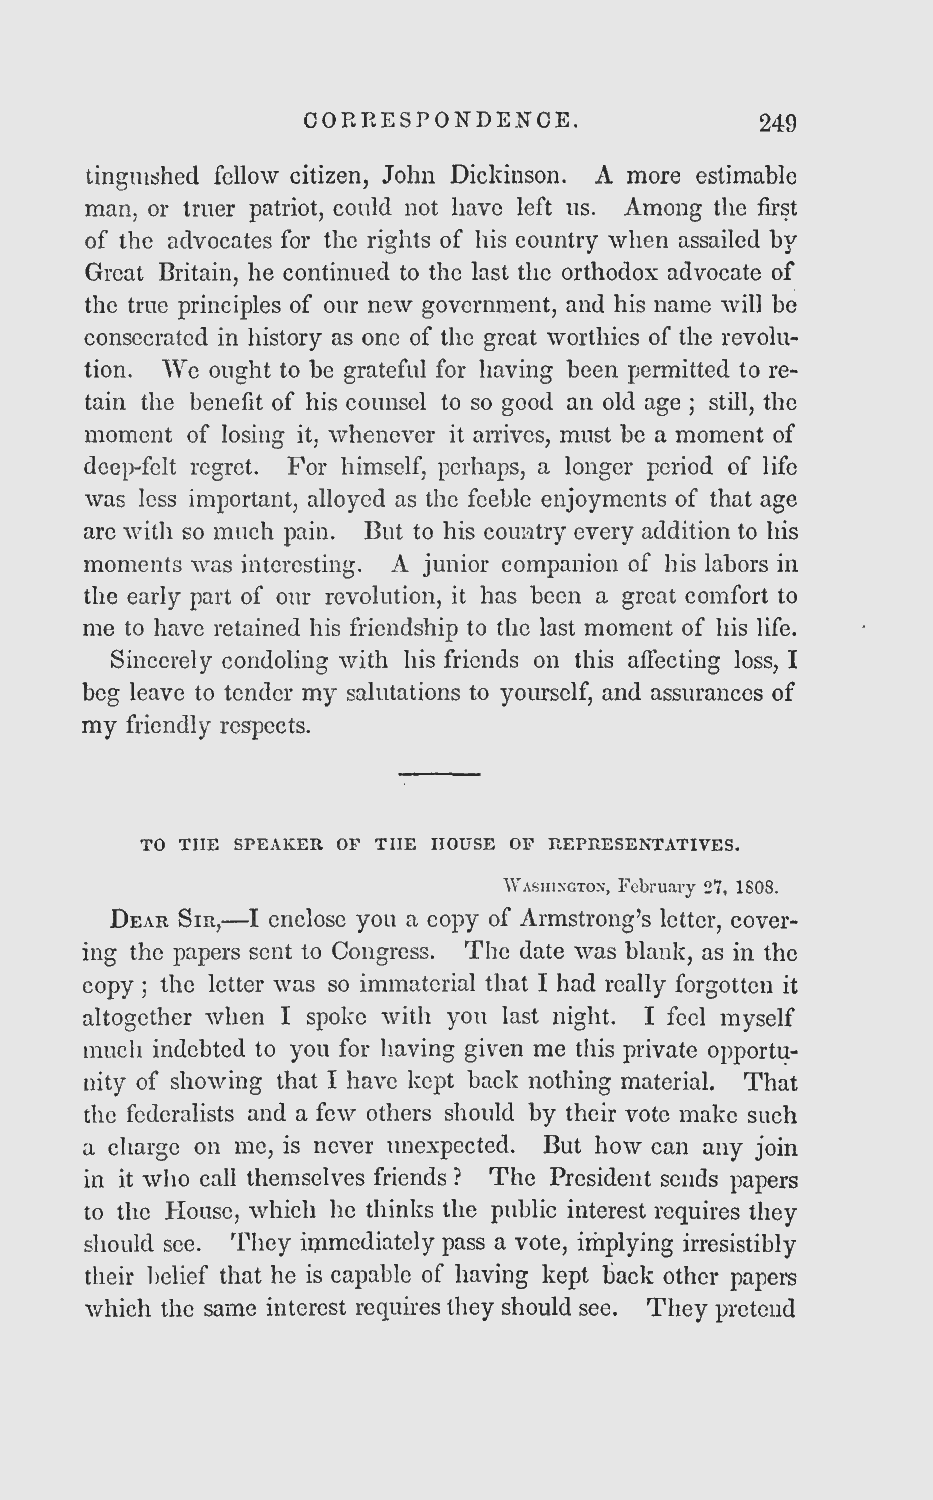 CORRESPONDENCE. 249
tinguished fellow citizen, John Dickinson. A more estimable
man, or truer patriot, could not have left us. Among the first
of the advocates for the rights of his country when assailed by
Great Britain, he continued to the last the orthodox advocate of
the true principles of our new government, and his name will be
consecrated in history as one of the great worthies of the revolu-
tion. We ought to be grateful for having been permitted to re-
tain the benefit of his counsel to so good an old age ; still, the
moment of losing it, whenever it arrives, must be a moment of
deep-felt regret. For himself, perhaps, a longer period of life
was less important, alloyed as the feeble enjoyments of that age
are with so much pain. But to his country every addition to his
moments was interesting. A junior companion of his labors in
the early part of our revolution, it has been a great comfort to
me to have retained his friendship to the last moment of his life.
Sincerely condoling with his friends on this affecting loss, I
beg leave to tender my salutations to yourself, and assurances of
my friendly respects.
TO THE SPEAKER OF THE HOUSE OF REPRESENTATIVES.
WASHINGTON, February 27, 1808.
DEAR SIR,—I enclose you a copy of Armstrong's letter, cover-
ing the papers sent to Congress. The date was blank, as in the
copy ; the letter was so immaterial that I had really forgotten it
altogether when I spoke with you last night. I feel myself
much indebted to you for having given me this private opportu-
nity of showing that I have kept back nothing material. That
the federalists and a few others should by their vote make such
a charge on me, is never unexpected. But how can any join
in it who call themselves friends ? The President sends papers
to the House, which he thinks the public interest requires they
should see. They immediately pass a vote, implying irresistibly
their belief that he is capable of having kept back other papers
which the same interest requires they should see. They pretend